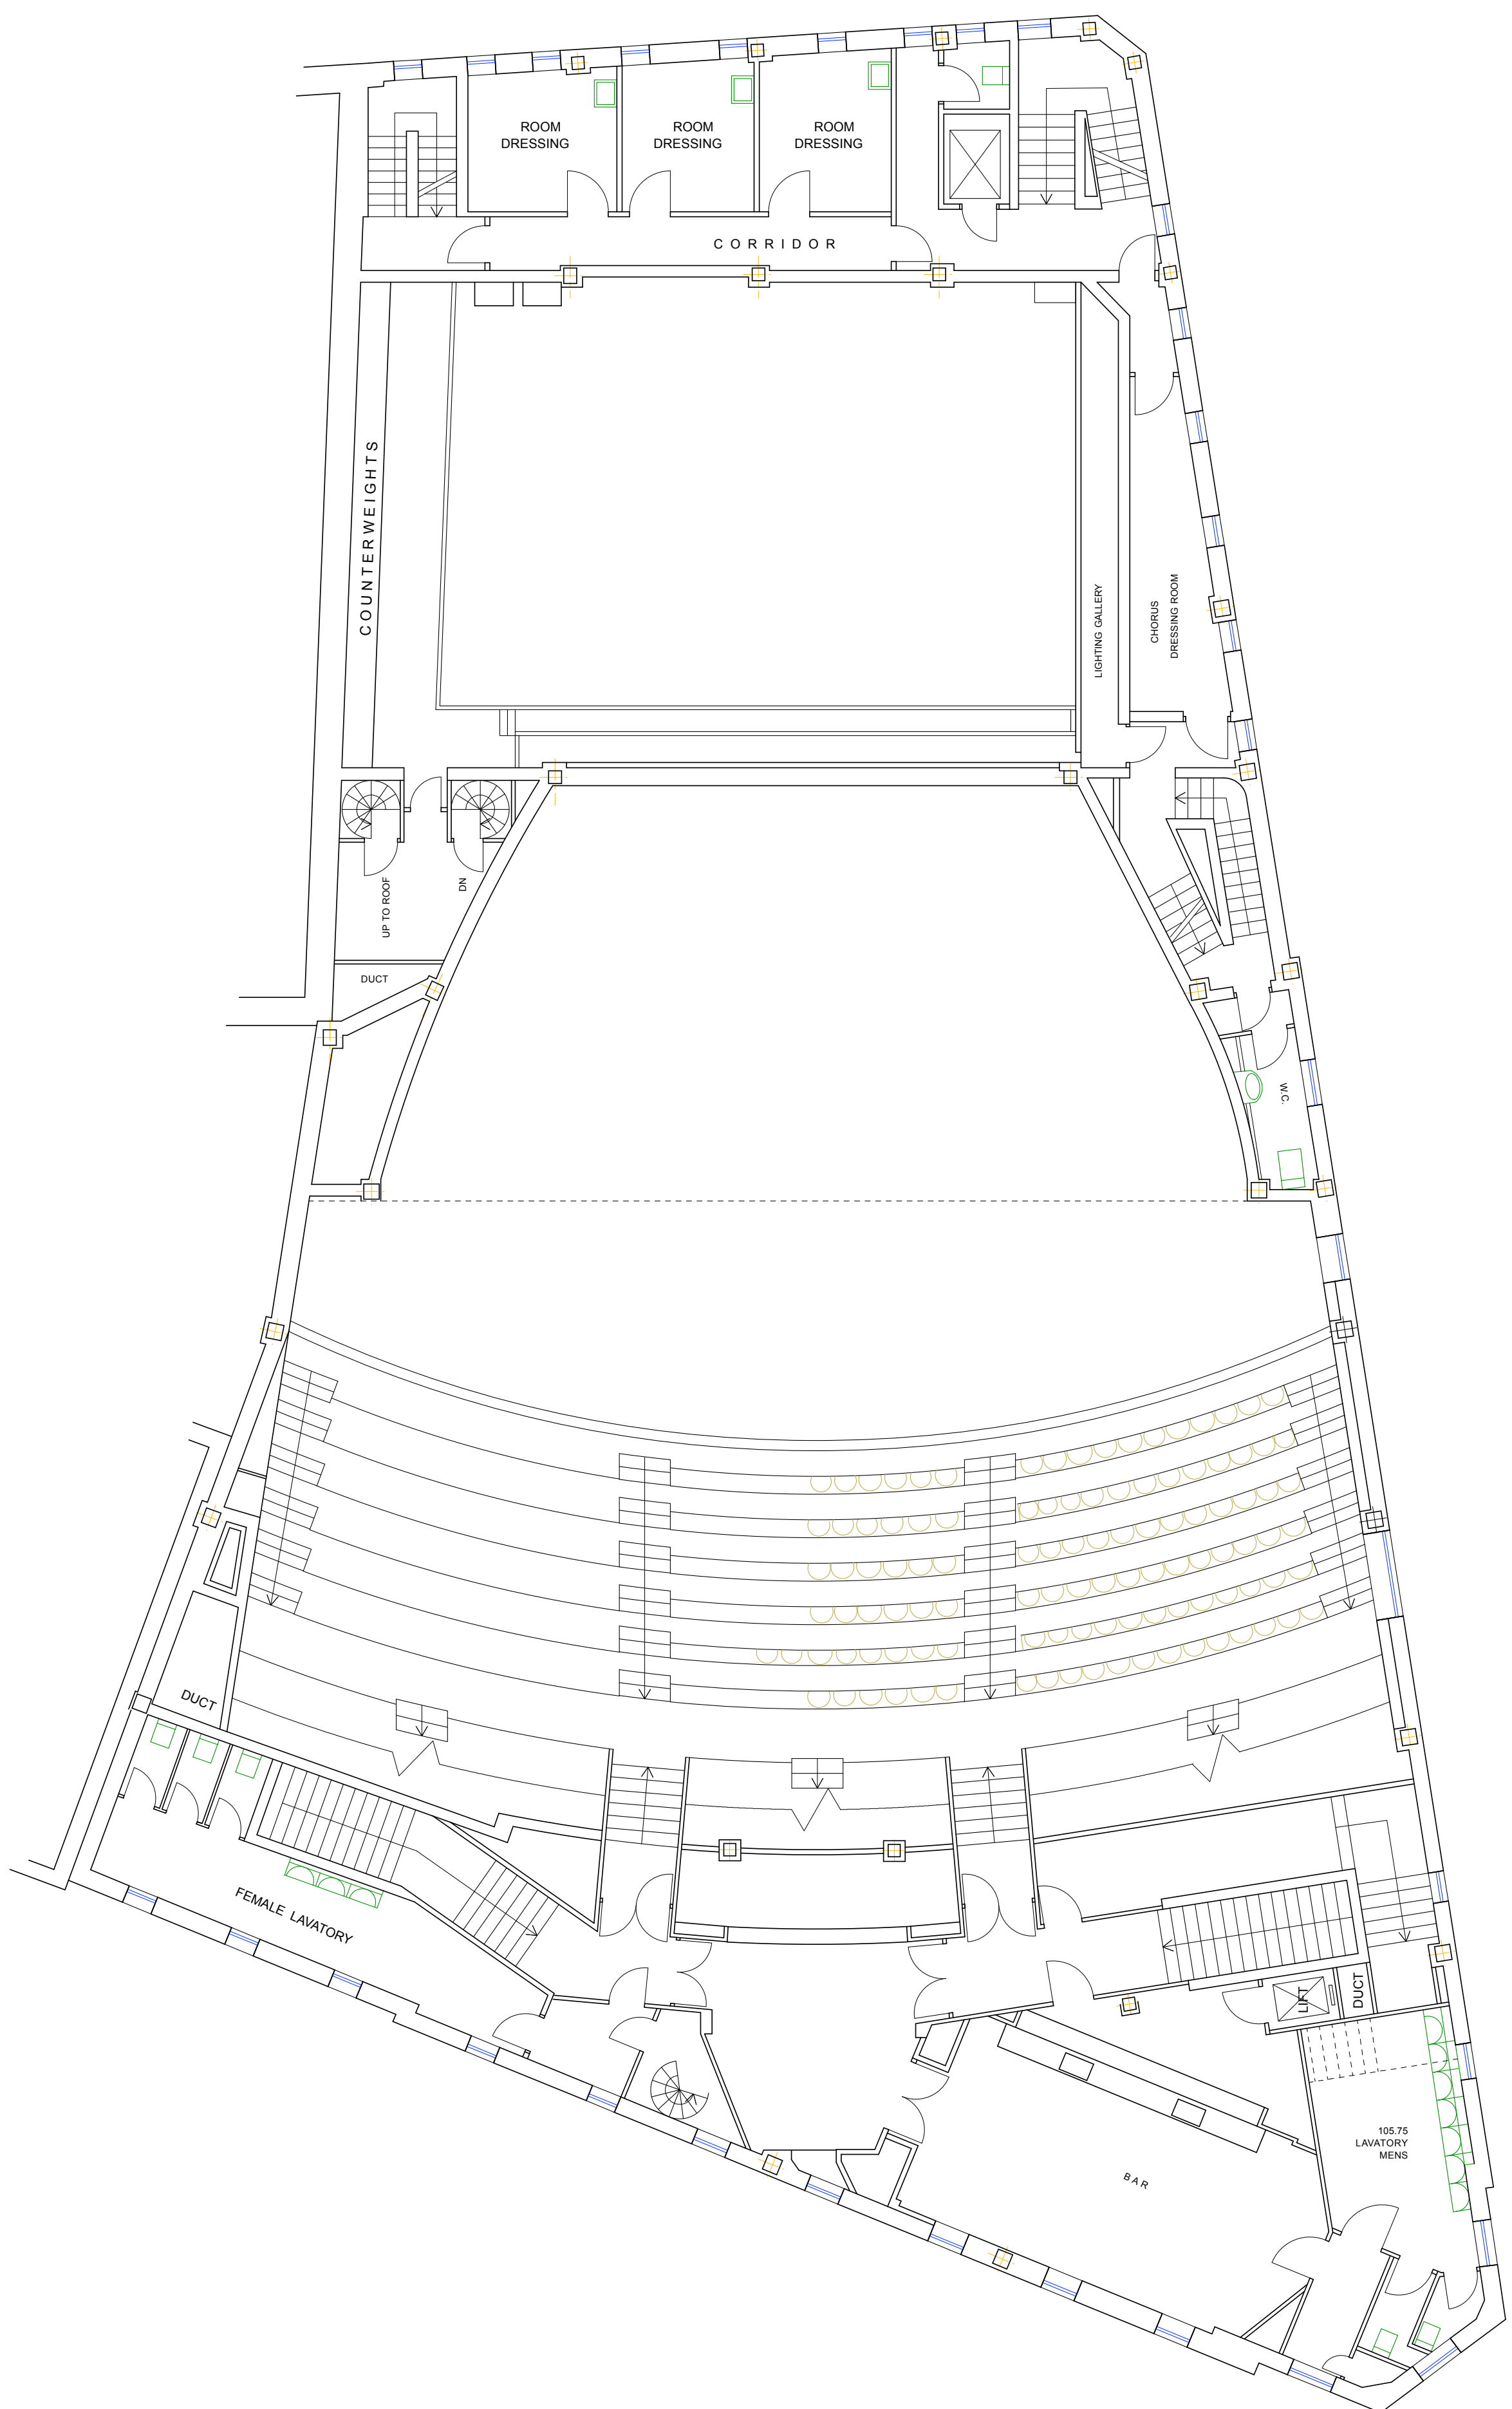 ROOM
DRESSING
ROOM
DRESSING
ROOM
DRESSING
CORRIDOR
COUNTERWEIGHTS
LIGHTING GALLERY
CHORUS
DRESSING ROOM
UP TO ROOF
DN
DUCT
W.C.
DUCT
FEMALE LAVATORY
LIFT
DUCT
105.75
LAVATORY
MENS
BAR